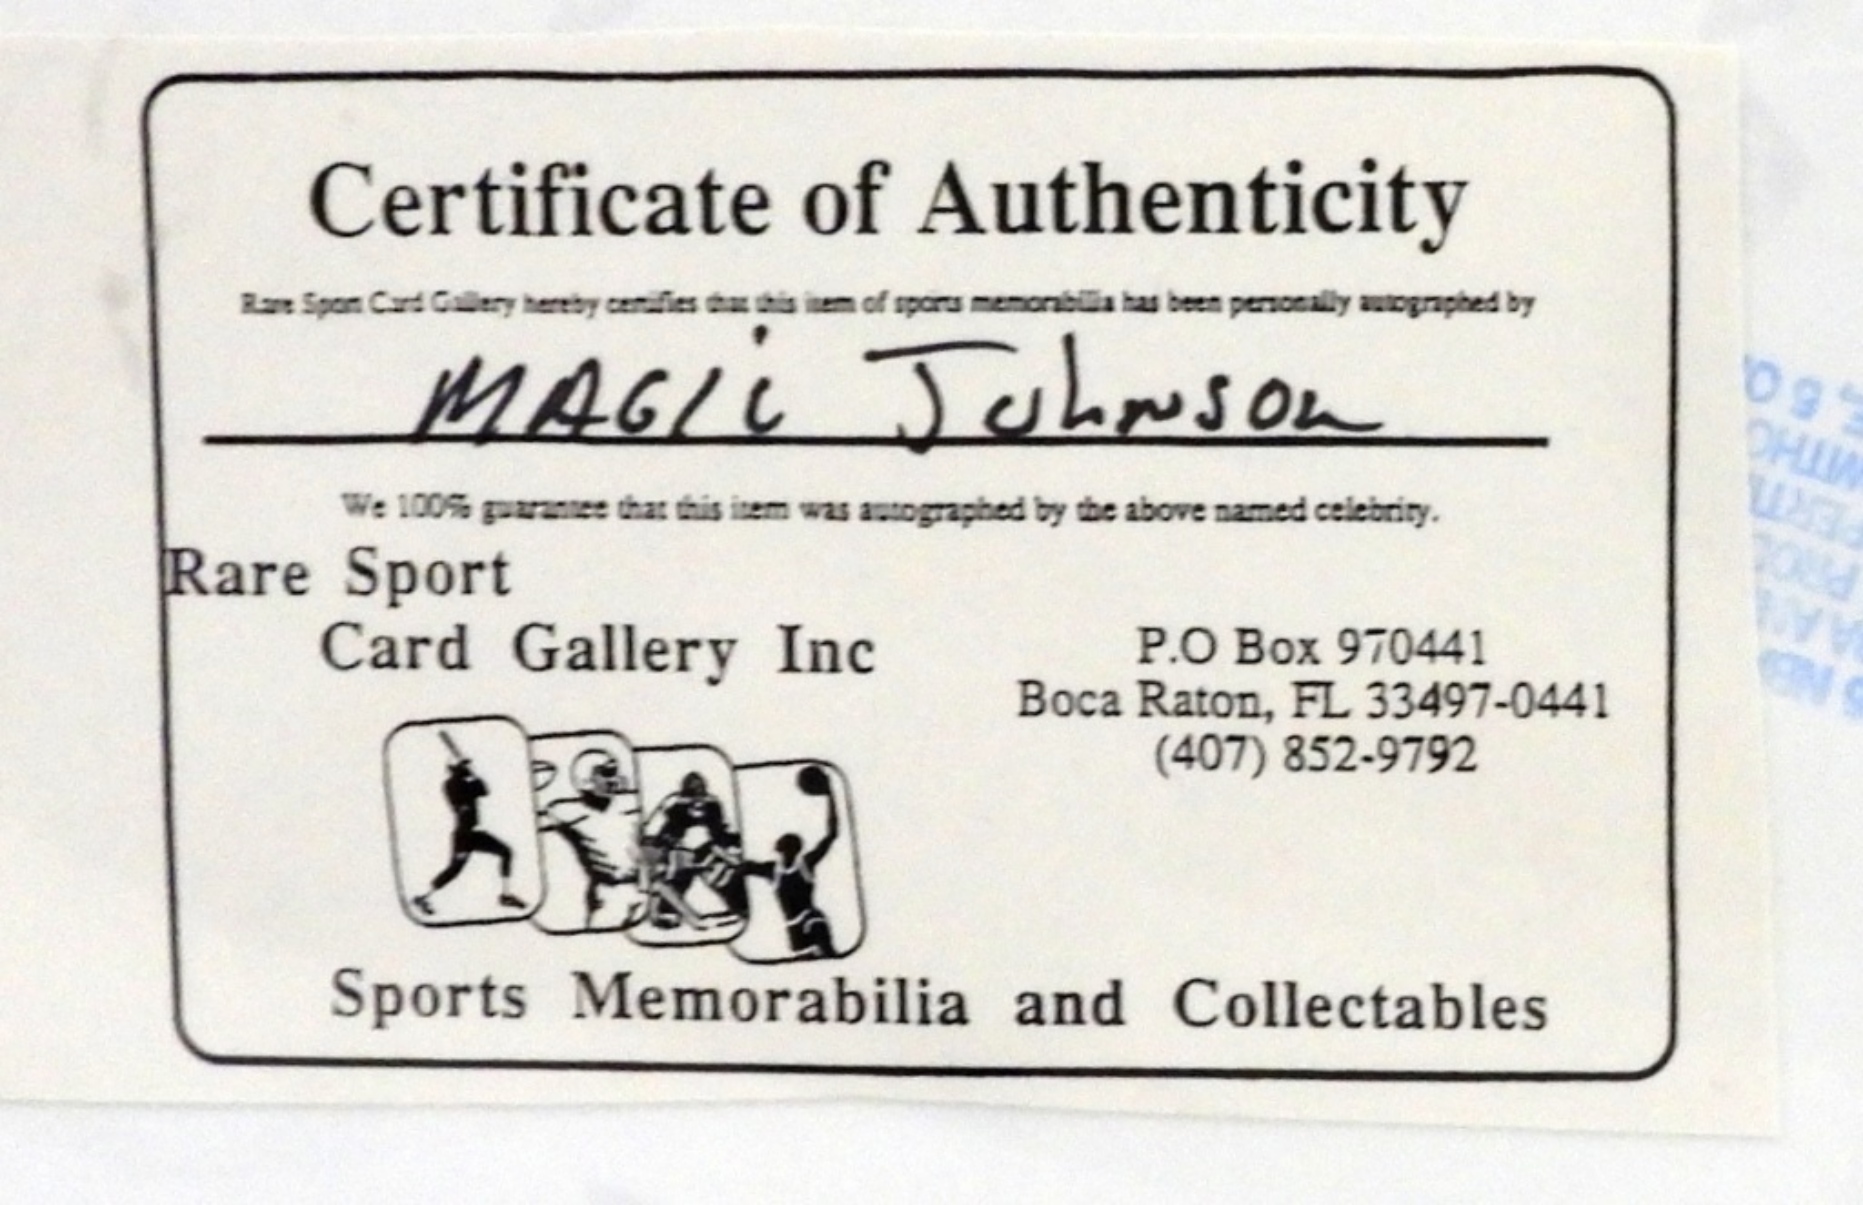 Certificate of Authenticity
Rare Sport Card Gallery hereby certifies that this item of sports memorabilia has been personally autographed by
MAGIC Johnson
We 100% guarantee that this item was autographed by the above named celebrity.
Rare Sport
Card Gallery Inc
P.O Box 970441
Boca Raton, FL 33497-0441
(407) 852-9792
Sports Memorabilia and Collectables